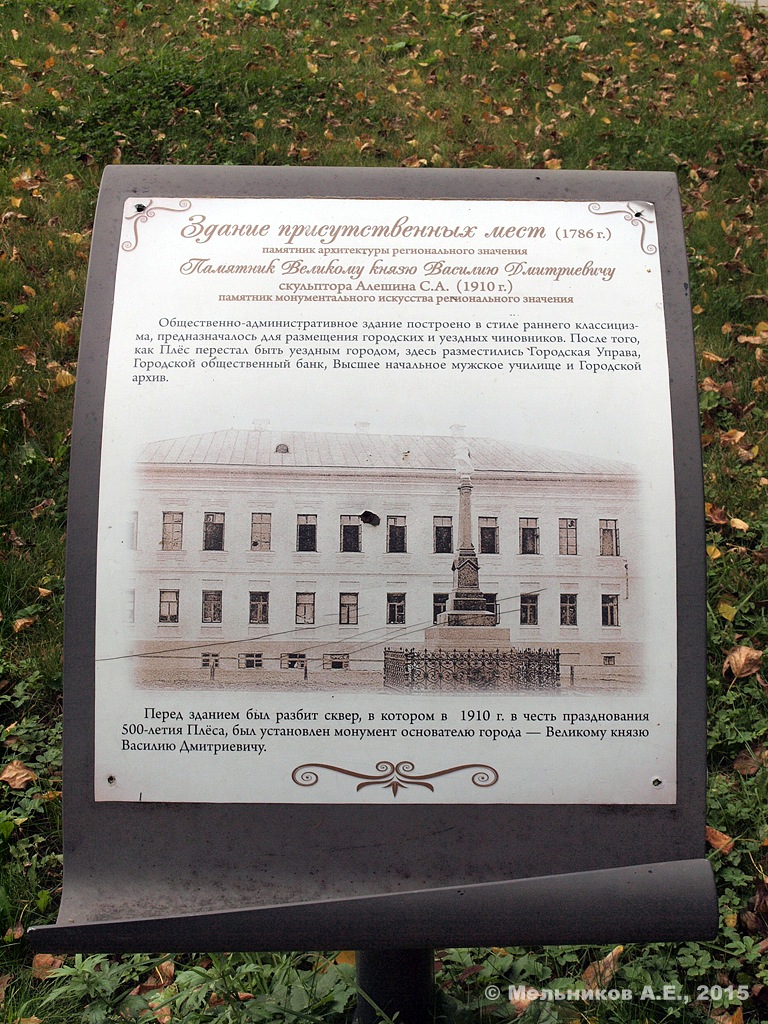 Здание присутственных мест (1786 г.)
памятник архитектуры регионального значения
Памятник Великому князю Василию Дмитриевичу
скульптора Алешина С.А. (1910 г.)
памятник монументального искусства регионального значения
Общественно-административное здание построено в стиле раннего классициз-
ма, предназначалось для размещения городских и уездных чиновников. После того,
как Плёс перестал быть уездным городом, здесь разместились Городская Управа,
Городской общественный банк, Высшее начальное мужское училище и Городской
архив.
Перед зданием был разбит сквер, в котором в 1910 г. в честь празднования
500-летия Плёса, был установлен монумент основателю города — Великому князю
Василию Дмитриевичу.
© Мельников А.Е., 2015